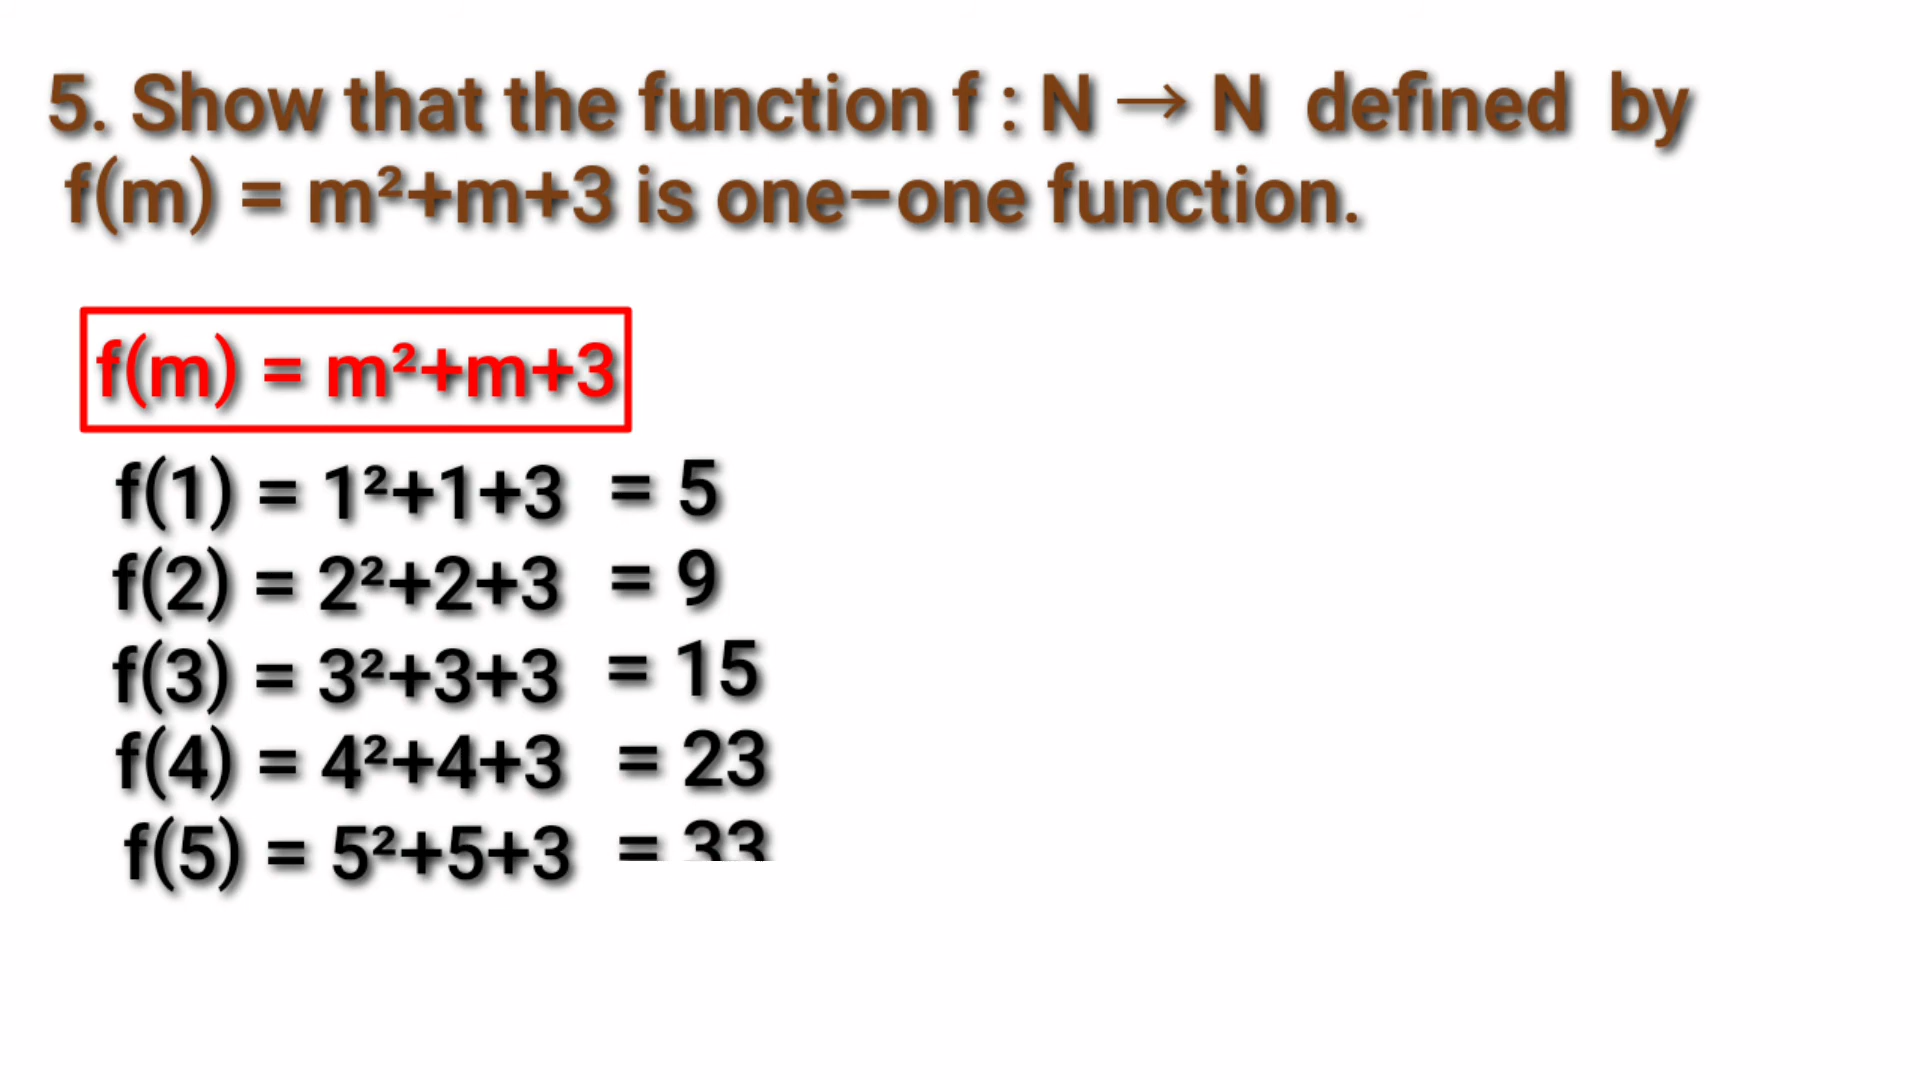 5. Show that the function f : N → N defined by
f(m) = m²+m+3 is one–one function.
f(m) = m²+m+3
f(1) = 1²+1+3 = 5
f(2) = 2²+2+3 = 9
f(3) = 3²+3+3 = 15
f(4) = 4²+4+3 = 23
f(5) = 5²+5+3 = 33